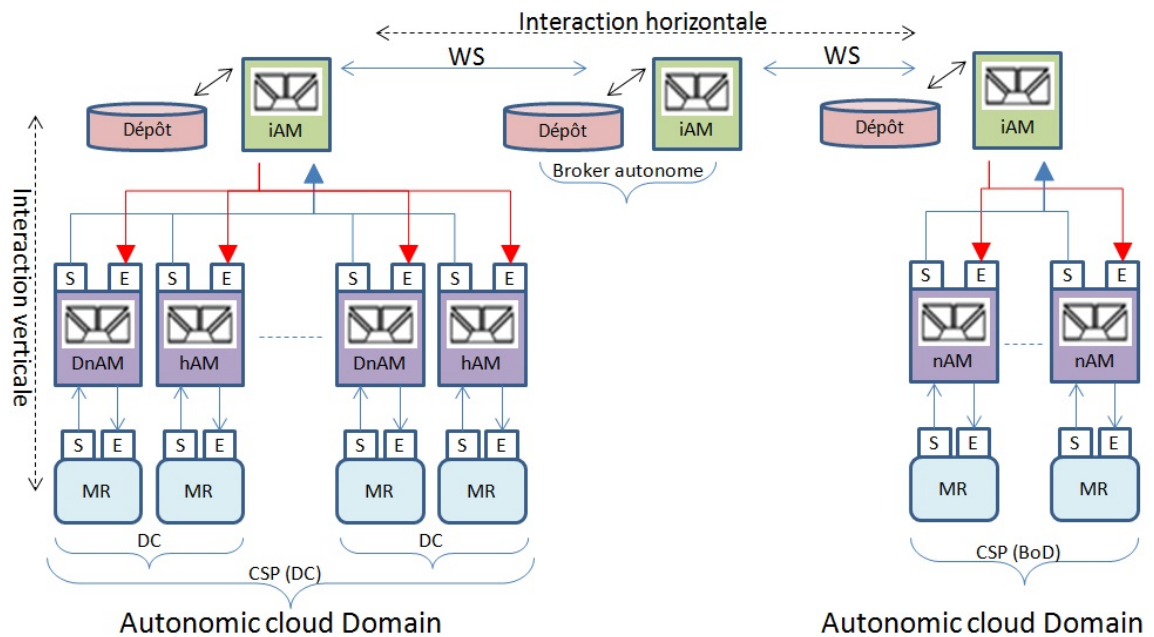 Interaction horizontale
WS
WS
Dépôt
iAM
Dépôt
iAM
Dépôt
iAM
Broker autonome
Interaction verticale
S E S E S E S E S E S E
DnAM hAM DnAM hAM nAM nAM
S E S E S E S E S E S E
MR MR MR MR MR MR
DC DC
CSP (DC)
CSP (BoD)
Autonomic cloud Domain
Autonomic cloud Domain